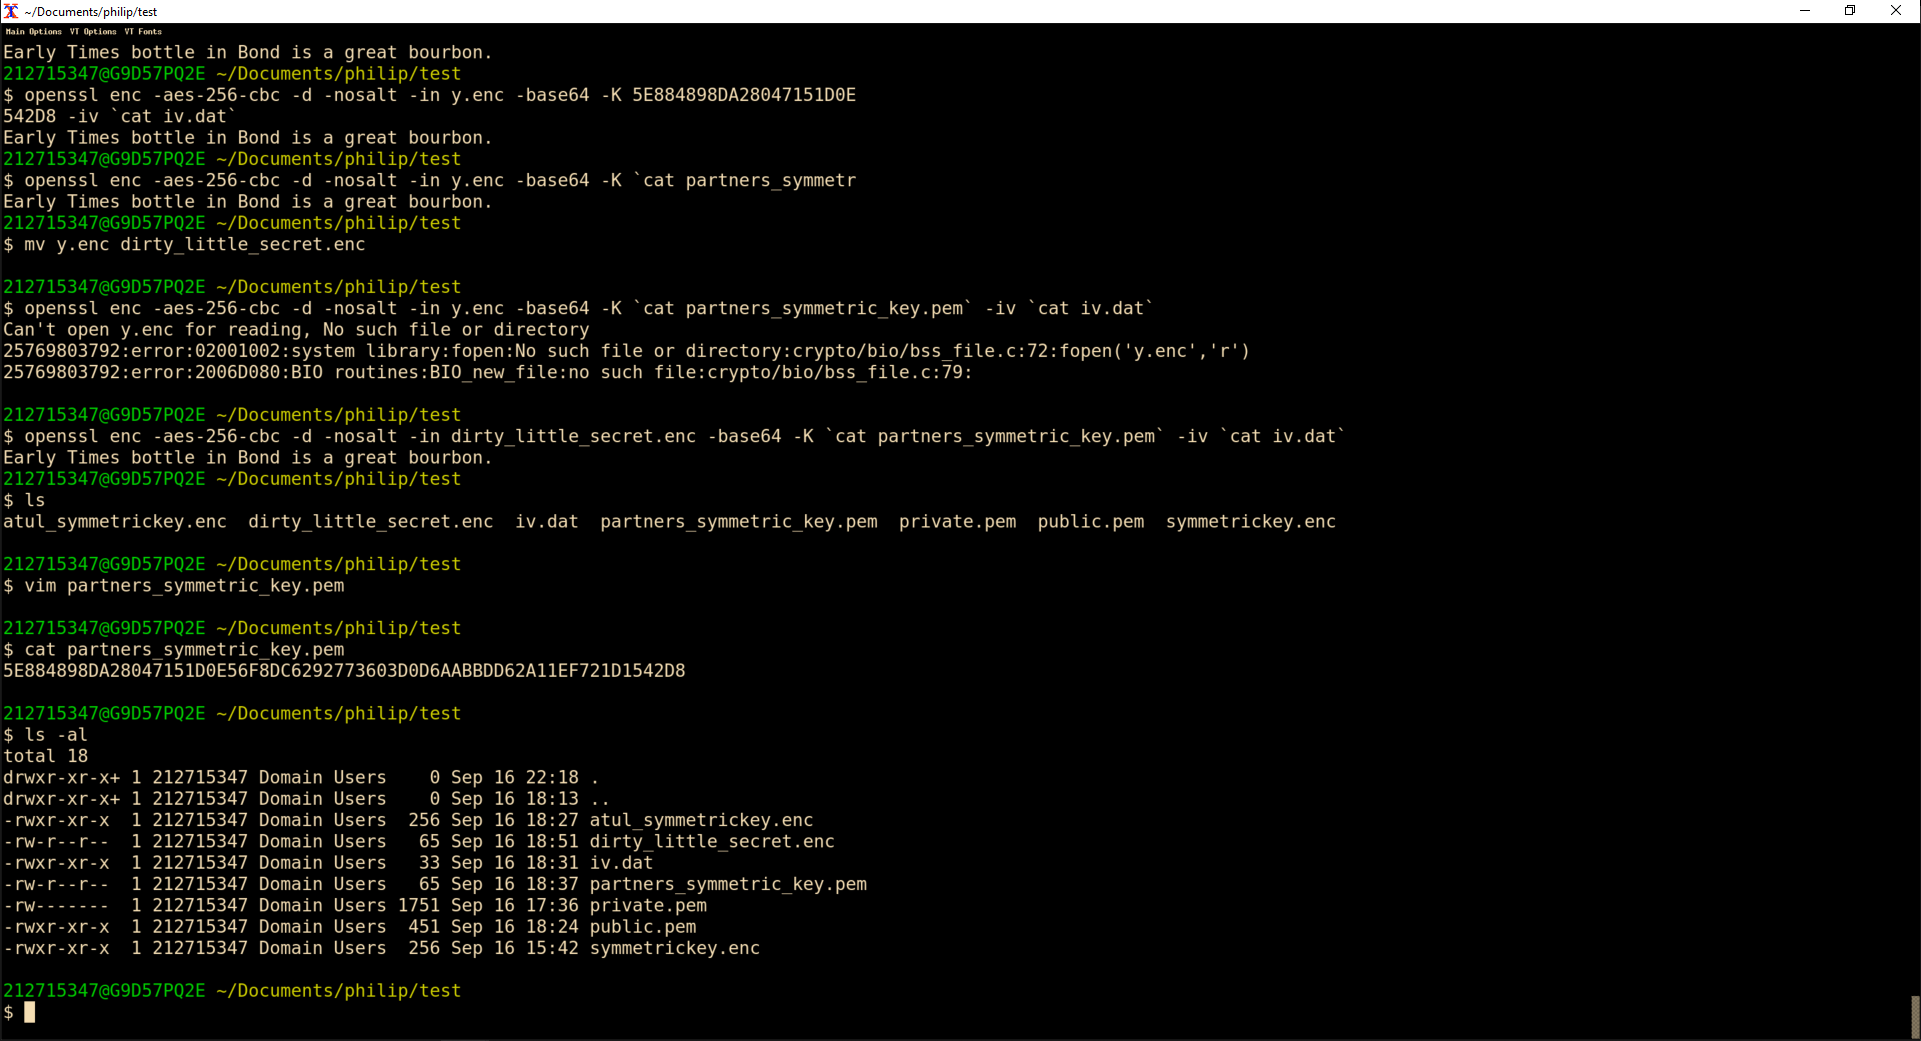 ~/Documents/philip/test
Main Options VT Options VT Fonts
Early Times bottle in Bond is a great bourbon.
212715347@G9D57PQ2E ~/Documents/philip/test
$ openssl enc -aes-256-cbc -d -nosalt -in y.enc -base64 -K 5E884898DA28047151D0E
542D8 -iv `cat iv.dat`
Early Times bottle in Bond is a great bourbon.
212715347@G9D57PQ2E ~/Documents/philip/test
$ openssl enc -aes-256-cbc -d -nosalt -in y.enc -base64 -K `cat partners_symmetr
Early Times bottle in Bond is a great bourbon.
212715347@G9D57PQ2E ~/Documents/philip/test
$ mv y.enc dirty_little_secret.enc
212715347@G9D57PQ2E ~/Documents/philip/test
$ openssl enc -aes-256-cbc -d -nosalt -in y.enc -base64 -K `cat partners_symmetric_key.pem` -iv `cat iv.dat`
Can't open y.enc for reading, No such file or directory
25769803792:error:02001002:system library:fopen:No such file or directory:crypto/bio/bss_file.c:72:fopen('y.enc','r')
25769803792:error:2006D080:BIO routines:BIO_new_file:no such file:crypto/bio/bss_file.c:79:
212715347@G9D57PQ2E ~/Documents/philip/test
$ openssl enc -aes-256-cbc -d -nosalt -in dirty_little_secret.enc -base64 -K `cat partners_symmetric_key.pem` -iv `cat iv.dat`
Early Times bottle in Bond is a great bourbon.
212715347@G9D57PQ2E ~/Documents/philip/test
$ ls
atul_symmetrickey.enc  dirty_little_secret.enc  iv.dat  partners_symmetric_key.pem  private.pem  public.pem  symmetrickey.enc
212715347@G9D57PQ2E ~/Documents/philip/test
$ vim partners_symmetric_key.pem
212715347@G9D57PQ2E ~/Documents/philip/test
$ cat partners_symmetric_key.pem
5E884898DA28047151D0E56F8DC6292773603D0D6AABBDD62A11EF721D1542D8
212715347@G9D57PQ2E ~/Documents/philip/test
$ ls -al
total 18
drwxr-xr-x+ 1 212715347 Domain Users    0 Sep 16 22:18 .
drwxr-xr-x+ 1 212715347 Domain Users    0 Sep 16 18:13 ..
-rwxr-xr-x  1 212715347 Domain Users  256 Sep 16 18:27 atul_symmetrickey.enc
-rw-r--r--  1 212715347 Domain Users   65 Sep 16 18:51 dirty_little_secret.enc
-rwxr-xr-x  1 212715347 Domain Users   33 Sep 16 18:31 iv.dat
-rw-r--r--  1 212715347 Domain Users   65 Sep 16 18:37 partners_symmetric_key.pem
-rw-------  1 212715347 Domain Users 1751 Sep 16 17:36 private.pem
-rwxr-xr-x  1 212715347 Domain Users  451 Sep 16 18:24 public.pem
-rwxr-xr-x  1 212715347 Domain Users  256 Sep 16 15:42 symmetrickey.enc
212715347@G9D57PQ2E ~/Documents/philip/test
$